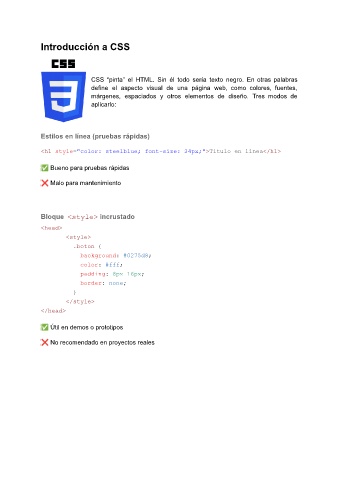 Introducción a CSS
CSS
CSS "pinta" el HTML. Sin él todo sería texto negro. En otras palabras
define el aspecto visual de una página web, como colores, fuentes,
márgenes, espaciados y otros elementos de diseño. Tres modos de
aplicarlo:
Estilos en línea (pruebas rápidas)
<h1 style="color: steelblue; font-size: 24px;">Título en línea</h1>
✅ Bueno para pruebas rápidas
❌ Malo para mantenimiento
Bloque <style> incrustado
<head>
<style>
.boton {
background: #0275d8;
color: #fff;
padding: 8px 16px;
border: none;
}
</style>
</head>
✅ Útil en demos o prototipos
❌ No recomendado en proyectos reales